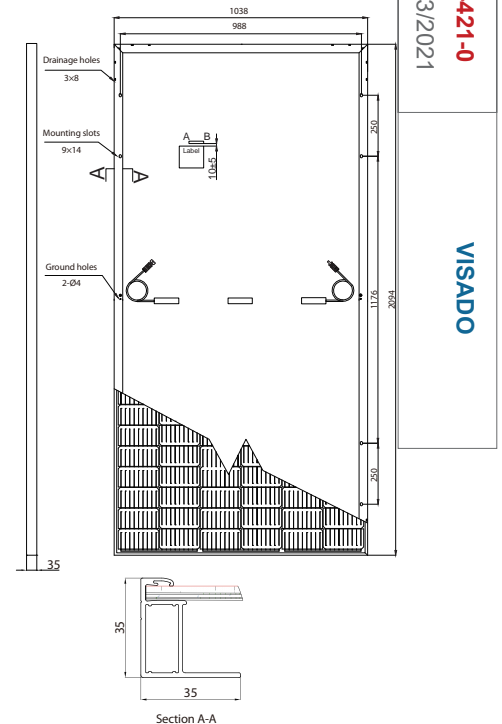 1038
988
Drainage holes
3×8
Mounting slots
9×14
A B
Label
10±5
A A
Ground holes
2-Ø4
250
1176
2094
250
35
35
35
Section A-A
421-0
3/2021
VISADO